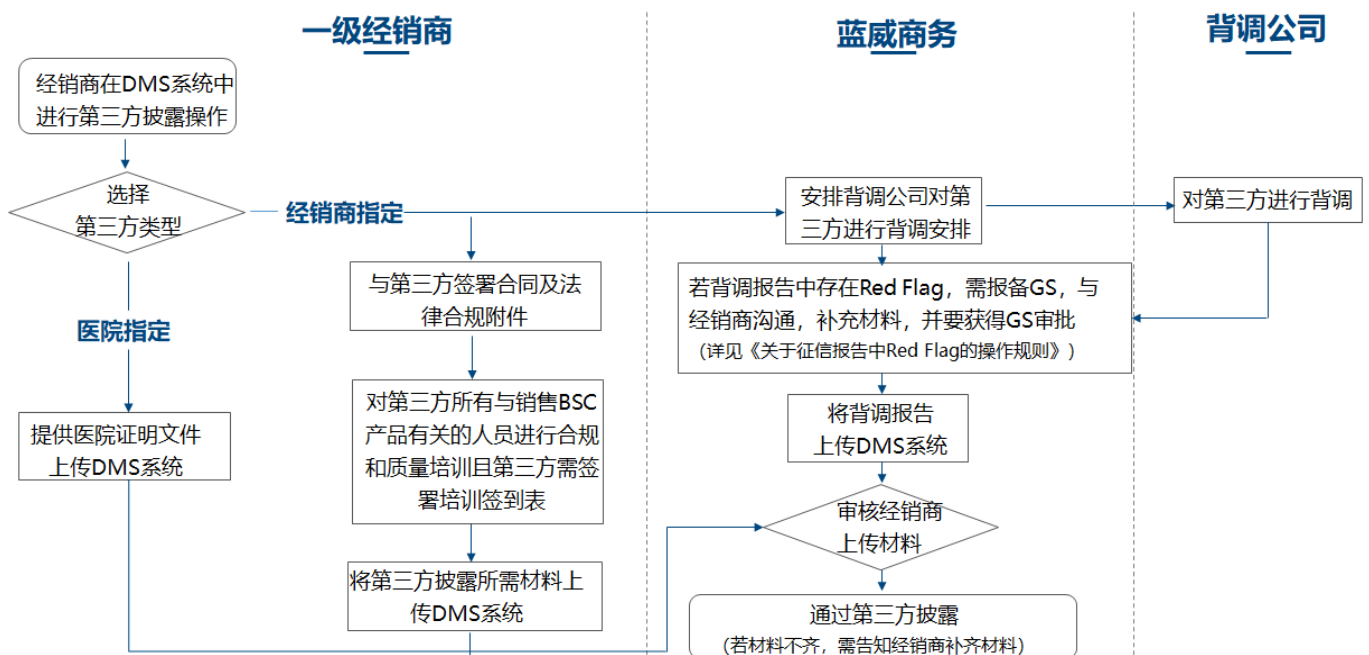 一级经销商
蓝威商务
背调公司
经销商在DMS系统中
进行第三方披露操作
选择
第三方类型
经销商指定
医院指定
提供医院证明文件
上传DMS系统
与第三方签署合同及法
律合规附件
对第三方所有与销售BSC
产品有关的人员进行合规
和质量培训且第三方需签
署培训签到表
将第三方披露所需材料上
传DMS系统
安排背调公司对第
三方进行背调安排
对第三方进行背调
若背调报告中存在Red Flag，需报备GS，与
经销商沟通，补充材料，并要获得GS审批
（详见《关于征信报告中Red Flag的操作规则》）
将背调报告
上传DMS系统
审核经销商
上传材料
通过第三方披露
（若材料不齐，需告知经销商补齐材料）